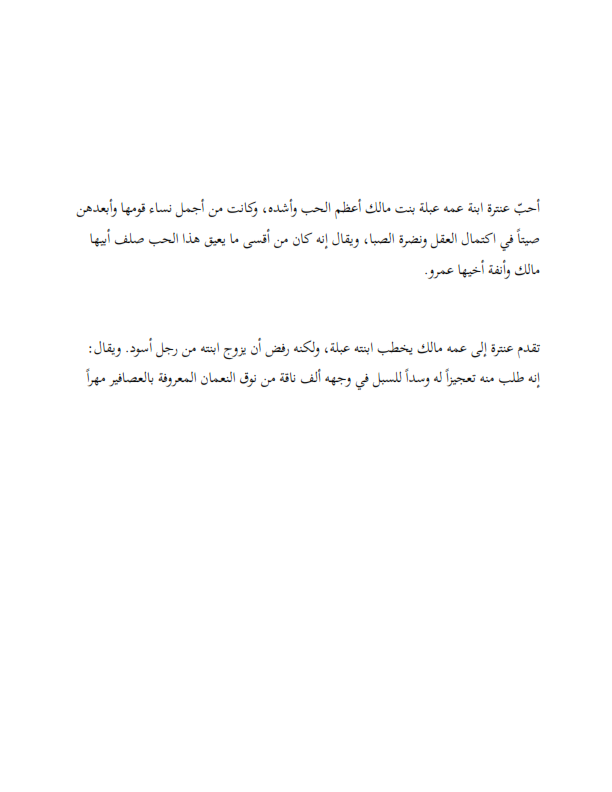 أحبّ عنترة ابنة عمه عبلة بنت مالك أعظم الحب وأشده، وكانت من أجمل نساء قومها وأبعدهن
صيتاً في اكتمال العقل ونضرة الصبا، ويقال إنه كان من أقسى ما يعيق هذا الحب صلف أبيها
مالك وأنفة أخيها عمرو.
تقدم عنترة إلى عمه مالك يخطب ابنته عبلة، ولكنه رفض أن يزوج ابنته من رجل أسود. ويقال:
إنه طلب منه تعجيزاً له وسداً للسبل في وجهه ألف ناقة من نوق النعمان المعروفة بالعصافير مهراً